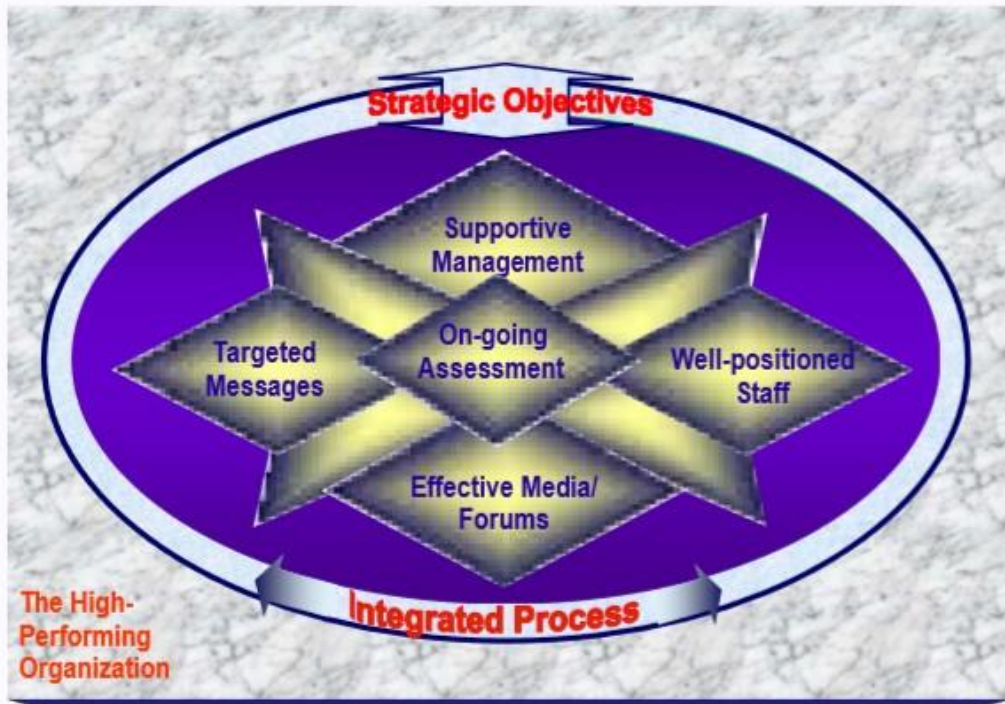 Strategic Objectives
Supportive
Management
Targeted
Messages
On-going
Assessment
Well-positioned
Staff
Effective Media/
Forums
Integrated Process
The High-
Performing
Organization